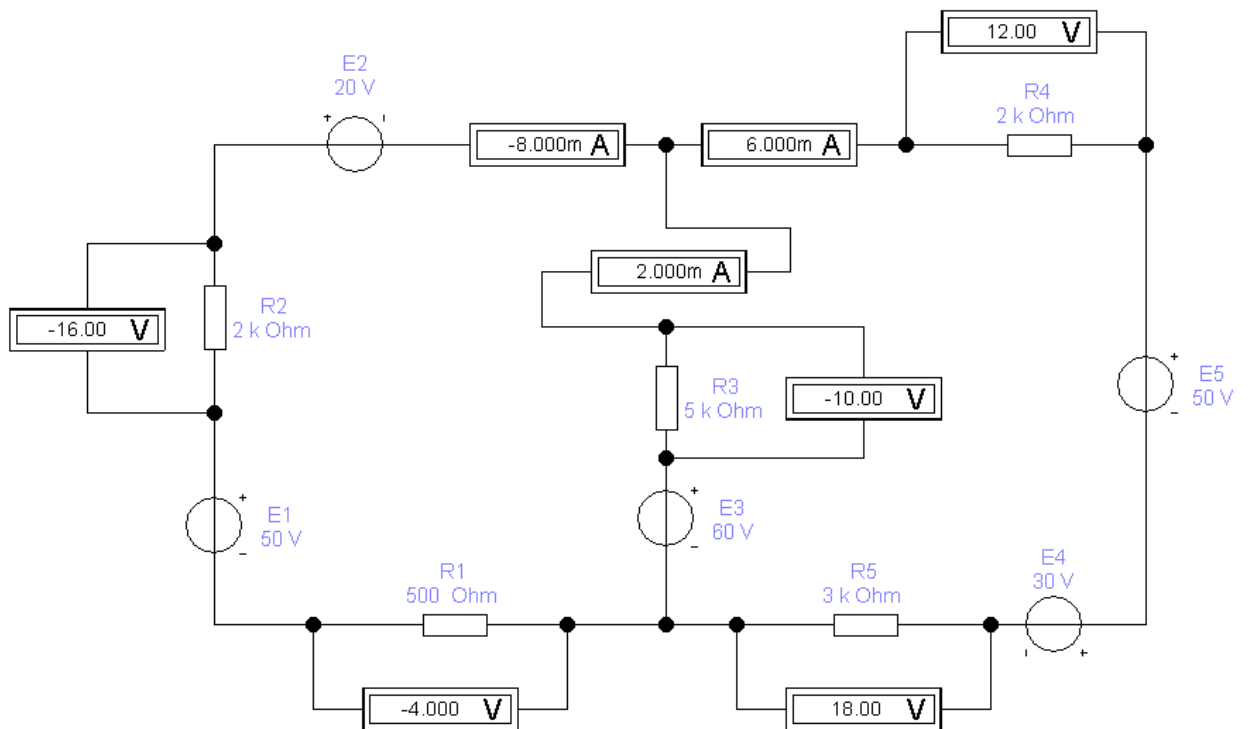 12.00 V
E2
20 V
+ -
R4
2 k Ohm
-8.000m A
6.000m A
2.000m A
R2
2 k Ohm
-16.00 V
R3
5 k Ohm
-10.00 V
+
E5
50 V
-
+
E1
50 V
-
+
E3
60 V
-
R1
500 Ohm
R5
3 k Ohm
E4
30 V
- +
-4.000 V
18.00 V